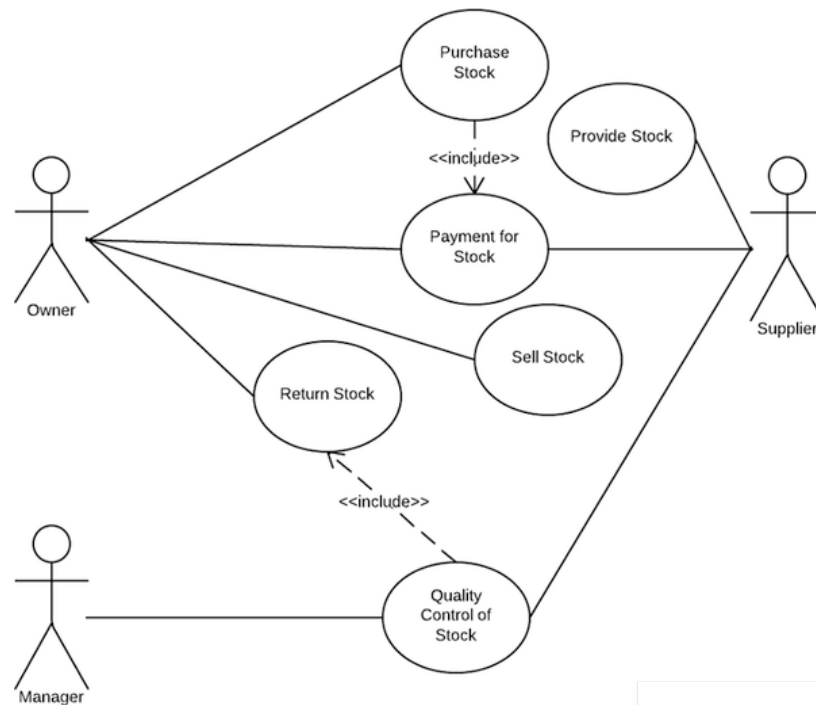 Purchase
Stock
Provide Stock
<<include>>
Payment for
Stock
Owner
Supplier
Sell Stock
Return Stock
<<include>>
Quality
Control of
Stock
Manager